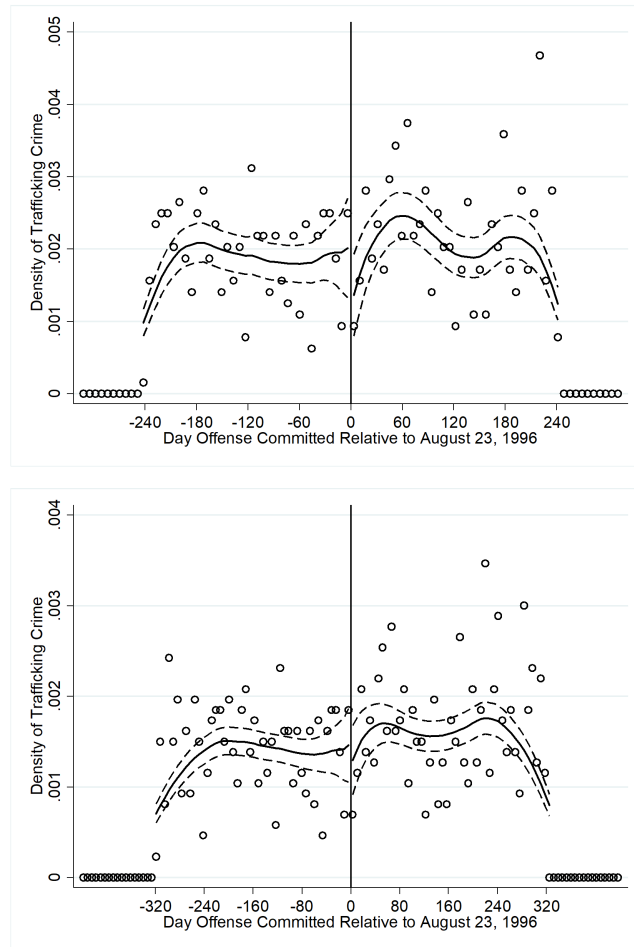 .005
.004
.003
.002
.001
0
Density of Trafficking Crime
-240 -180 -120 -60 0 60 120 180 240
Day Offense Committed Relative to August 23, 1996
.004
.003
.002
.001
0
Density of Trafficking Crime
-320 -240 -160 -80 0 80 160 240 320
Day Offense Committed Relative to August 23, 1996